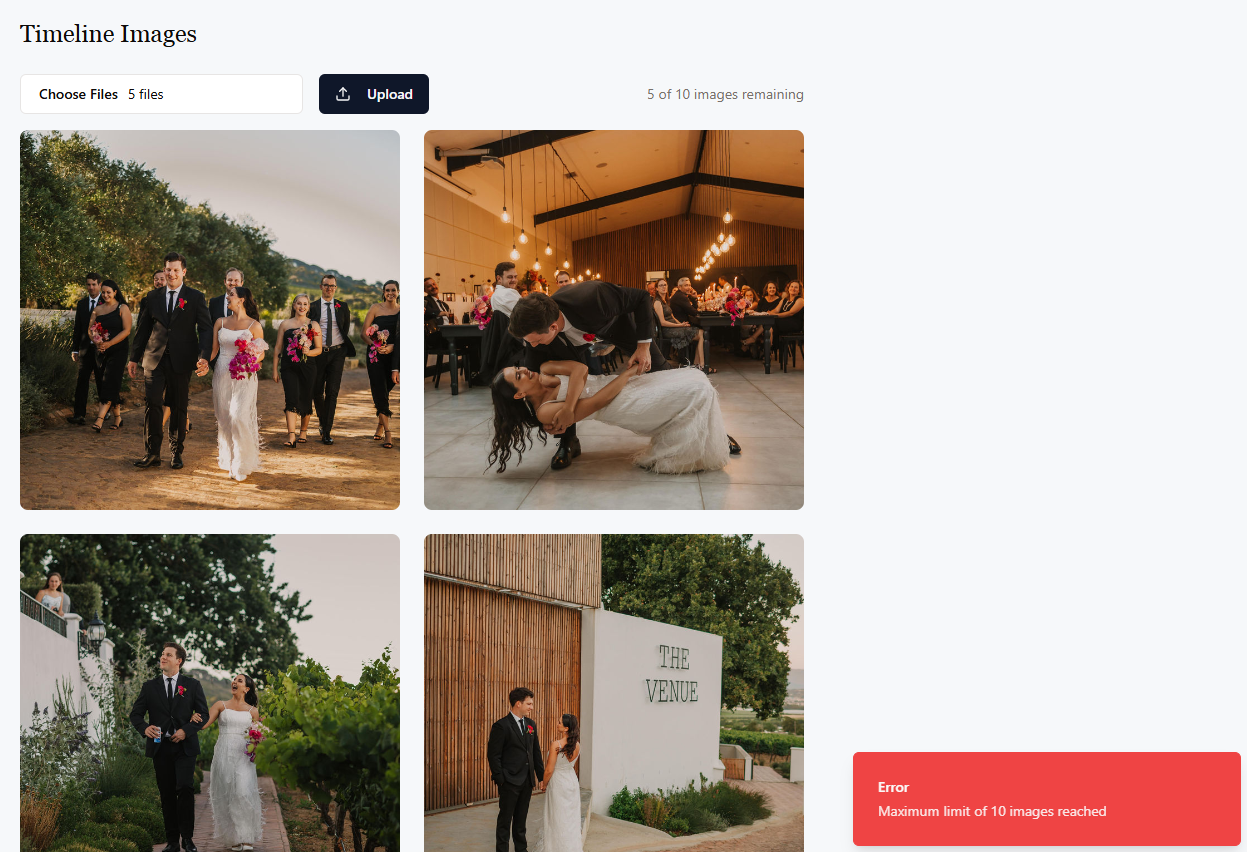 Timeline Images
Choose Files 5 files
Upload
5 of 10 images remaining
THE
VENUE
Error
Maximum limit of 10 images reached